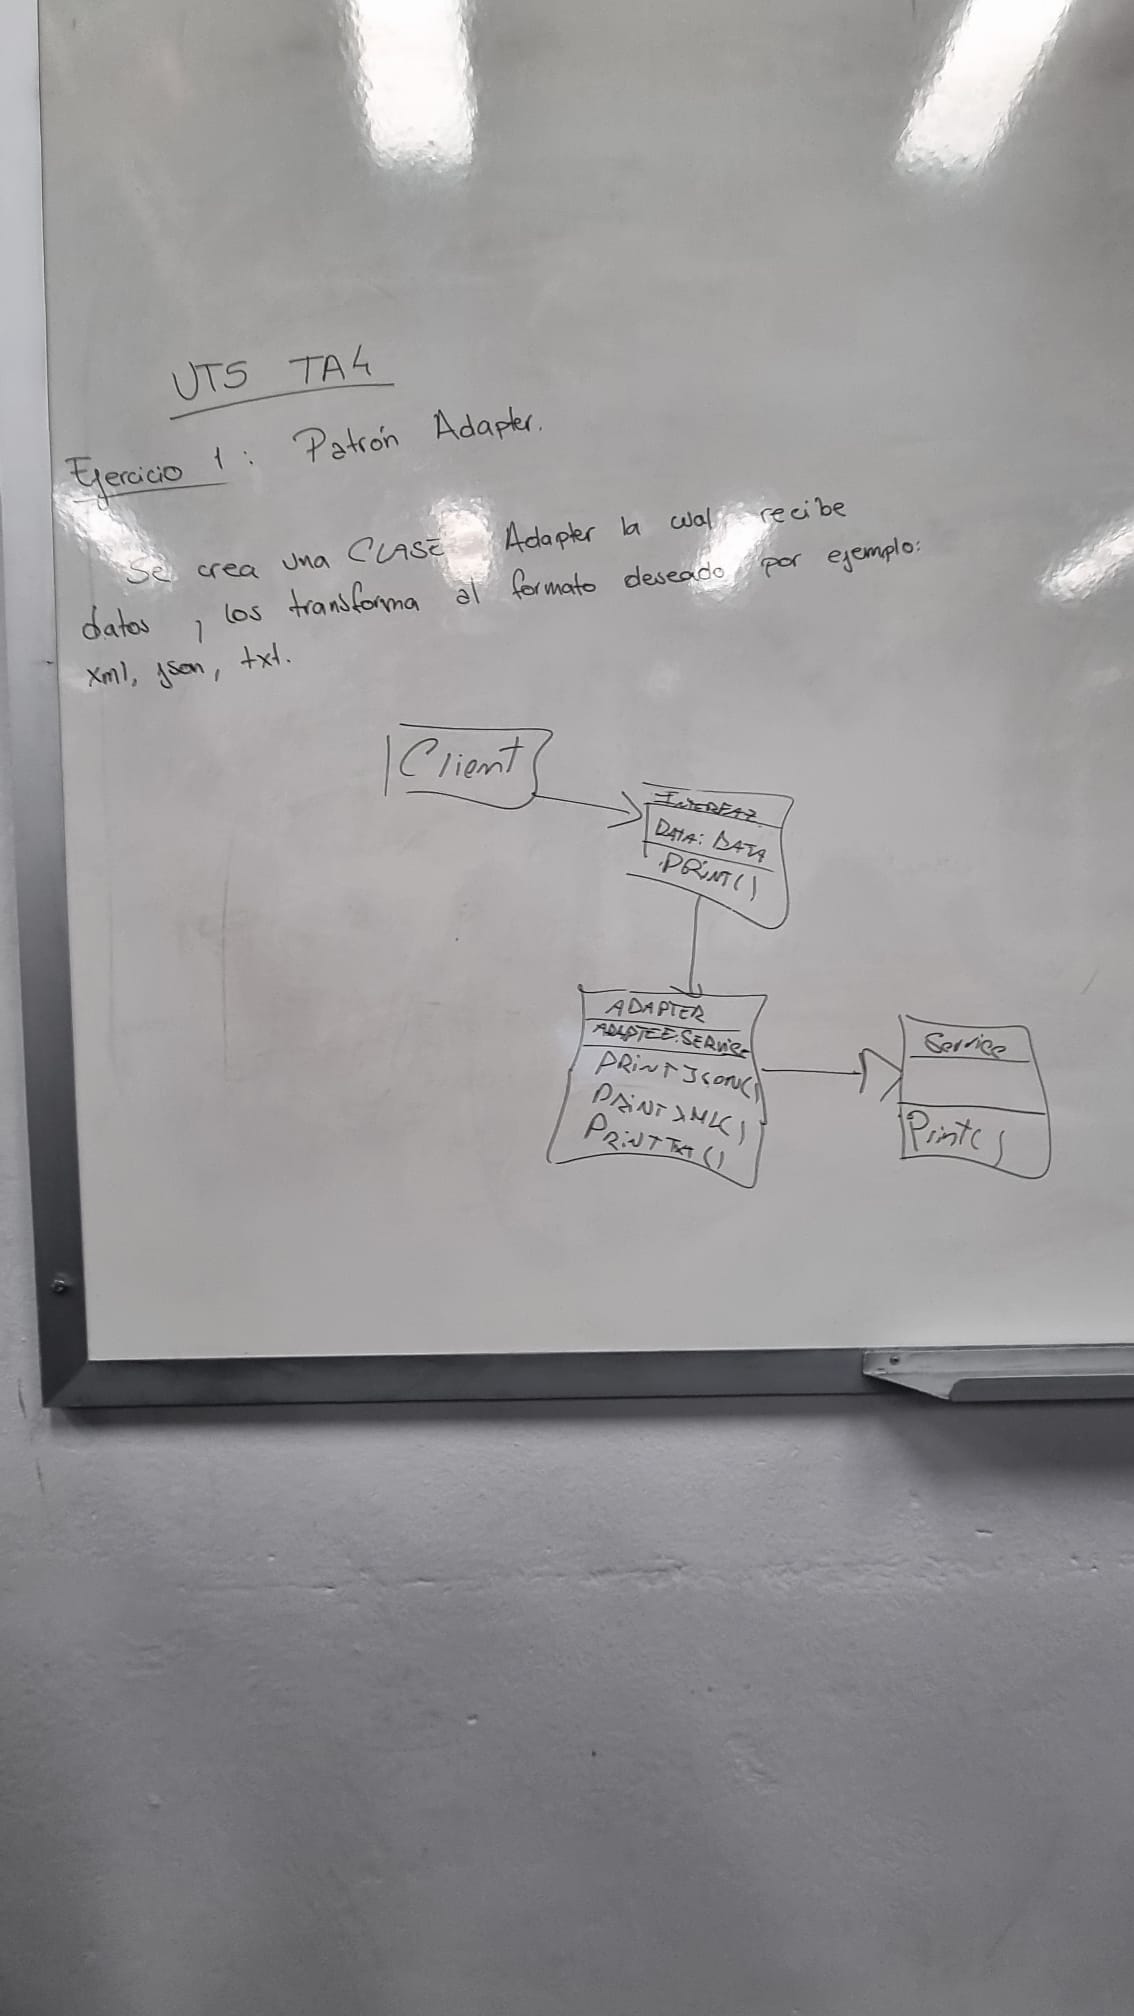 UT5 TA4
Ejercicio 1: Patrón Adapter.
Se crea una CLASE Adapter la cual recibe
datos, los transforma al formato deseado por ejemplo:
xml, json, txt.
Client
INTERFAZ
DATA: DATA
PRINT()
ADAPTER
ADAPTEE:SERVICE
PRINTJSON()
PRINTXML()
PRINTTXT()
Service
Print()